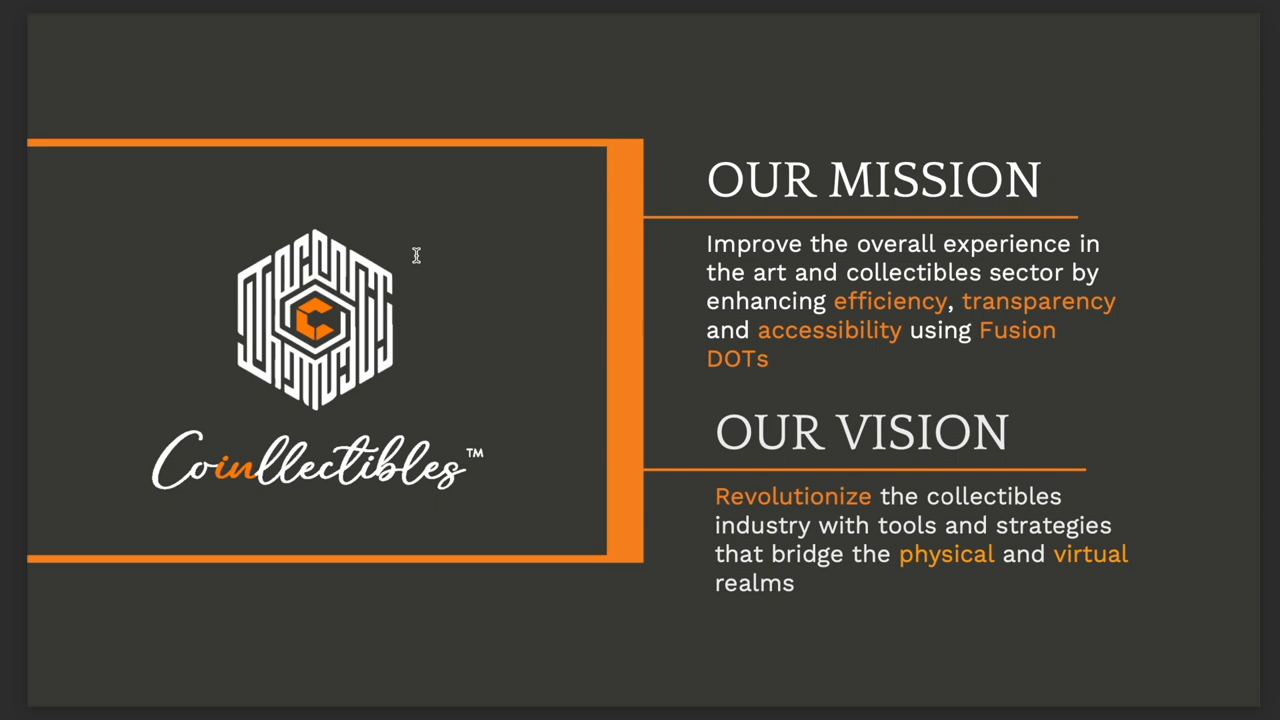 Coinllectibles™
OUR MISSION
Improve the overall experience in
the art and collectibles sector by
enhancing efficiency, transparency
and accessibility using Fusion
DOTs
OUR VISION
Revolutionize the collectibles
industry with tools and strategies
that bridge the physical and virtual
realms